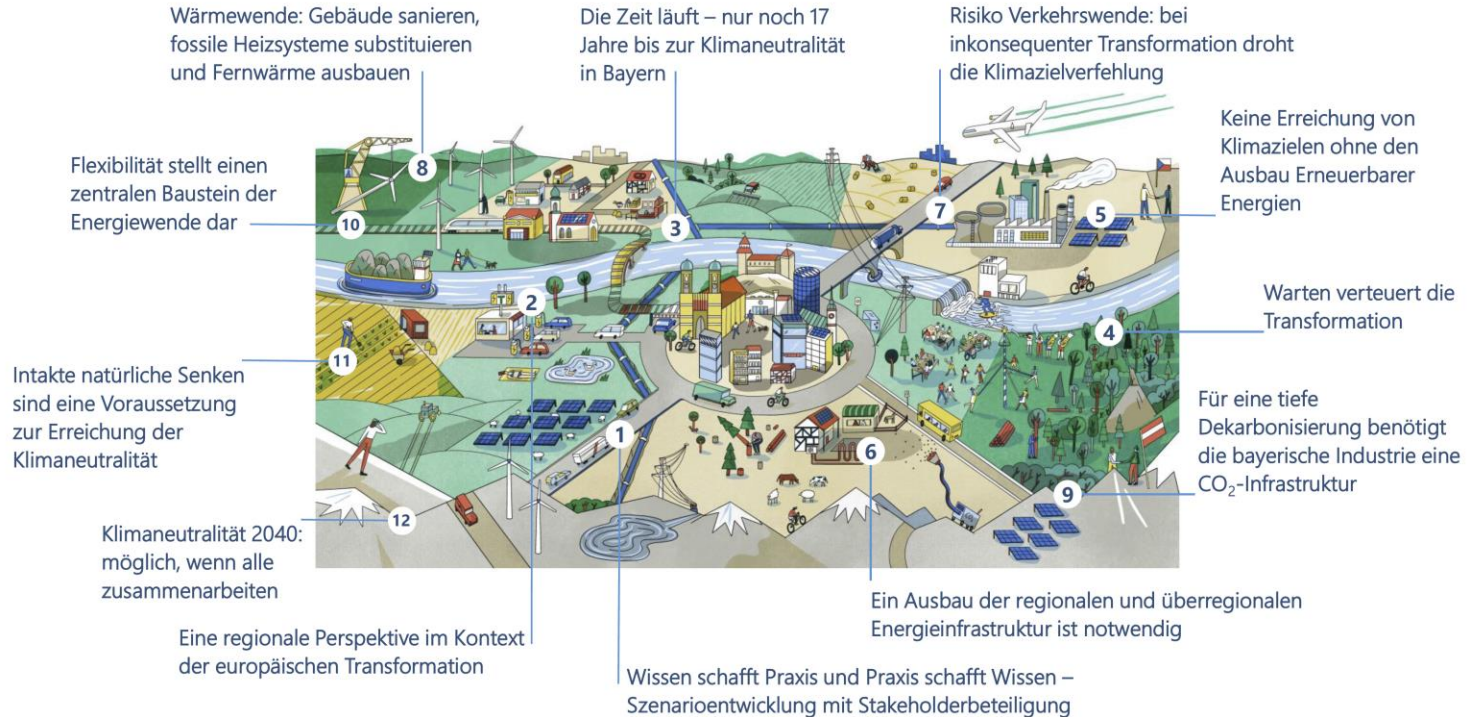 Wärmewende: Gebäude sanieren,
fossile Heizsysteme substituieren
und Fernwärme ausbauen
Die Zeit läuft – nur noch 17
Jahre bis zur Klimaneutralität
in Bayern
Risiko Verkehrswende: bei
inkonsequenter Transformation droht
die Klimazielverfehlung
Keine Erreichung von
Klimazielen ohne den
Ausbau Erneuerbarer
Energien
Flexibilität stellt einen
zentralen Baustein der
Energiewende dar
8
10
3
7
5
2
Warten verteuert die
Transformation
4
11
Intakte natürliche Senken
sind eine Voraussetzung
zur Erreichung der
Klimaneutralität
1
6
Für eine tiefe
Dekarbonisierung benötigt
die bayerische Industrie eine
CO₂-Infrastruktur
9
12
Klimaneutralität 2040:
möglich, wenn alle
zusammenarbeiten
Ein Ausbau der regionalen und überregionalen
Energieinfrastruktur ist notwendig
Eine regionale Perspektive im Kontext
der europäischen Transformation
Wissen schafft Praxis und Praxis schafft Wissen –
Szenarioentwicklung mit Stakeholderbeteiligung